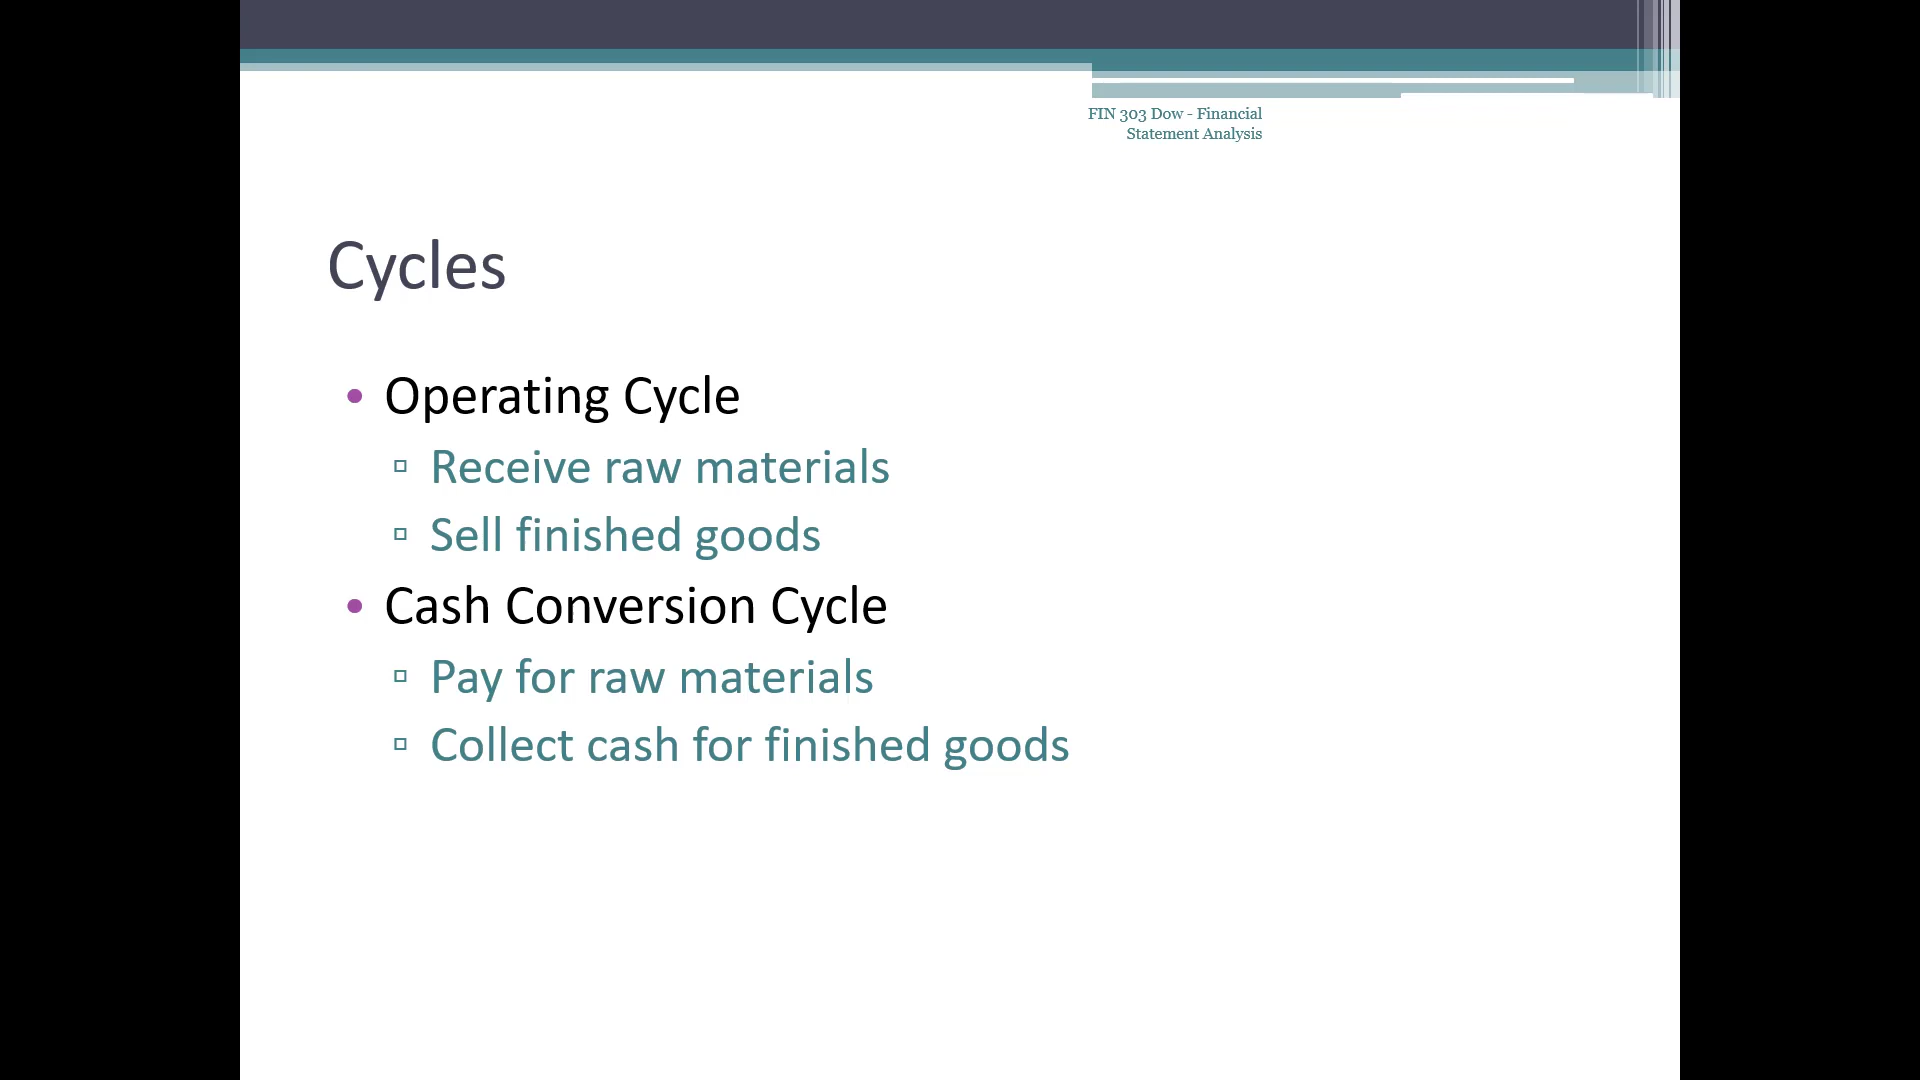 FIN 303 Dow - Financial
Statement Analysis
Cycles
• Operating Cycle
▫ Receive raw materials
▫ Sell finished goods
• Cash Conversion Cycle
▫ Pay for raw materials
▫ Collect cash for finished goods